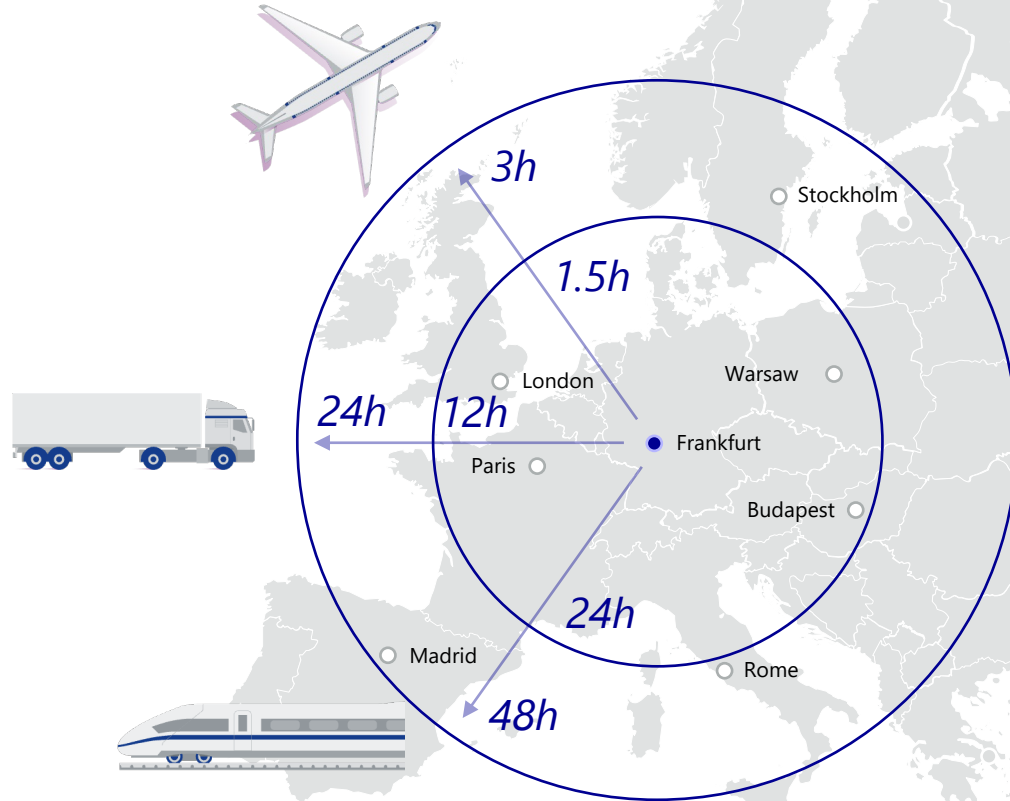 3h
Stockholm
1.5h
London
Warsaw
24h
12h
Frankfurt
Paris
Budapest
24h
Madrid
Rome
48h